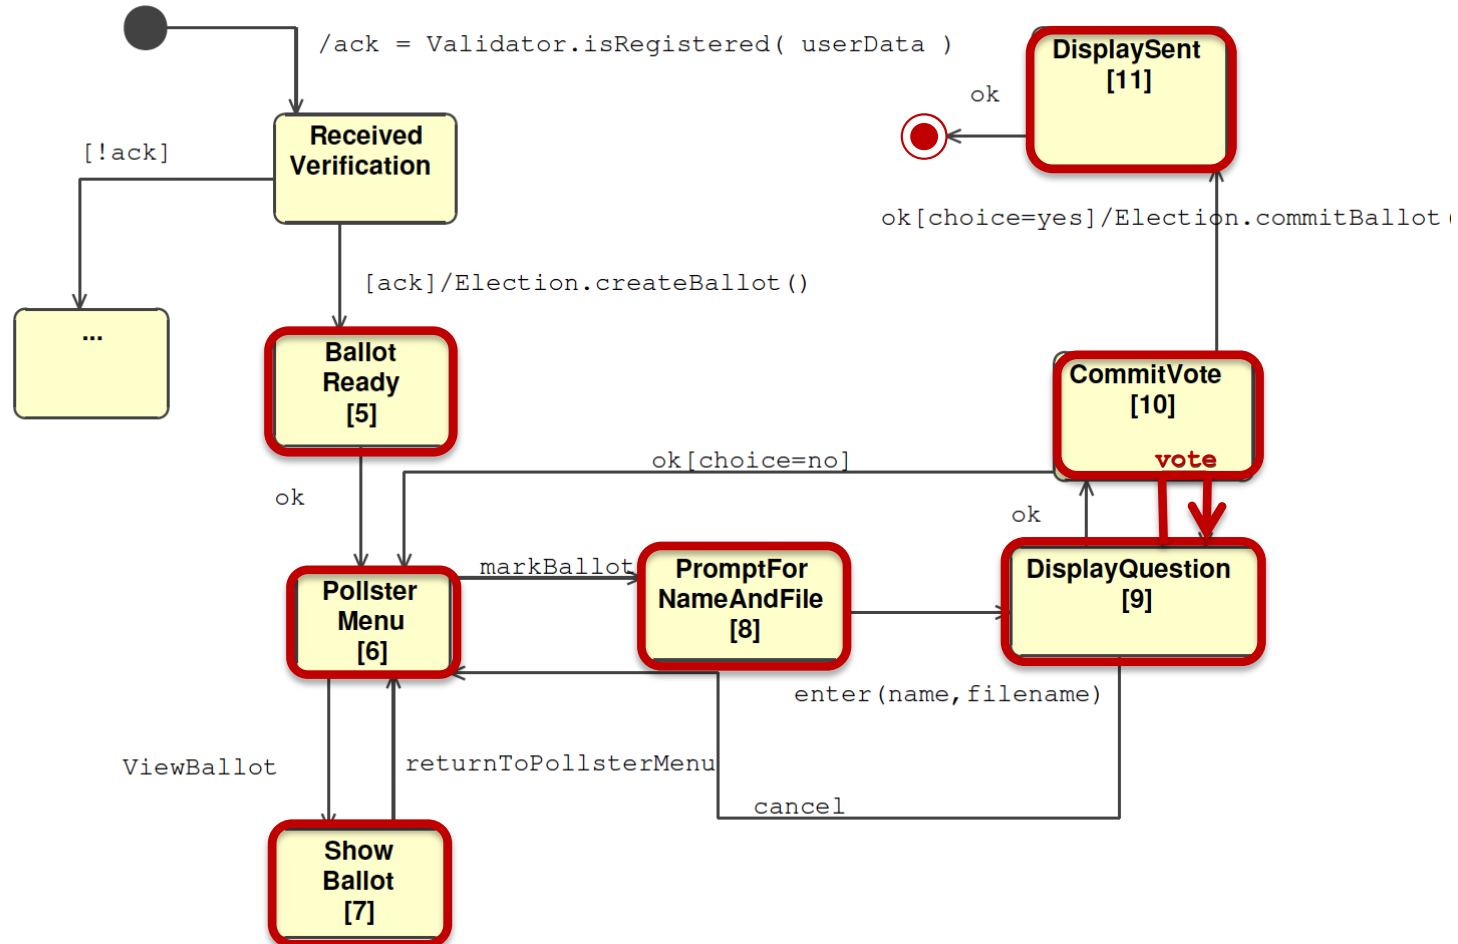 /ack = Validator.isRegistered( userData )
DisplaySent
[11]
ok
Received
Verification
[!ack]
ok[choice=yes]/Election.commitBallot(
[ack]/Election.createBallot()
...
Ballot
Ready
[5]
CommitVote
[10]
vote
ok[choice=no]
ok
ok
markBallot
Pollster
Menu
[6]
PromptFor
NameAndFile
[8]
DisplayQuestion
[9]
enter(name,filename)
ViewBallot
returnToPollsterMenu
cancel
Show
Ballot
[7]